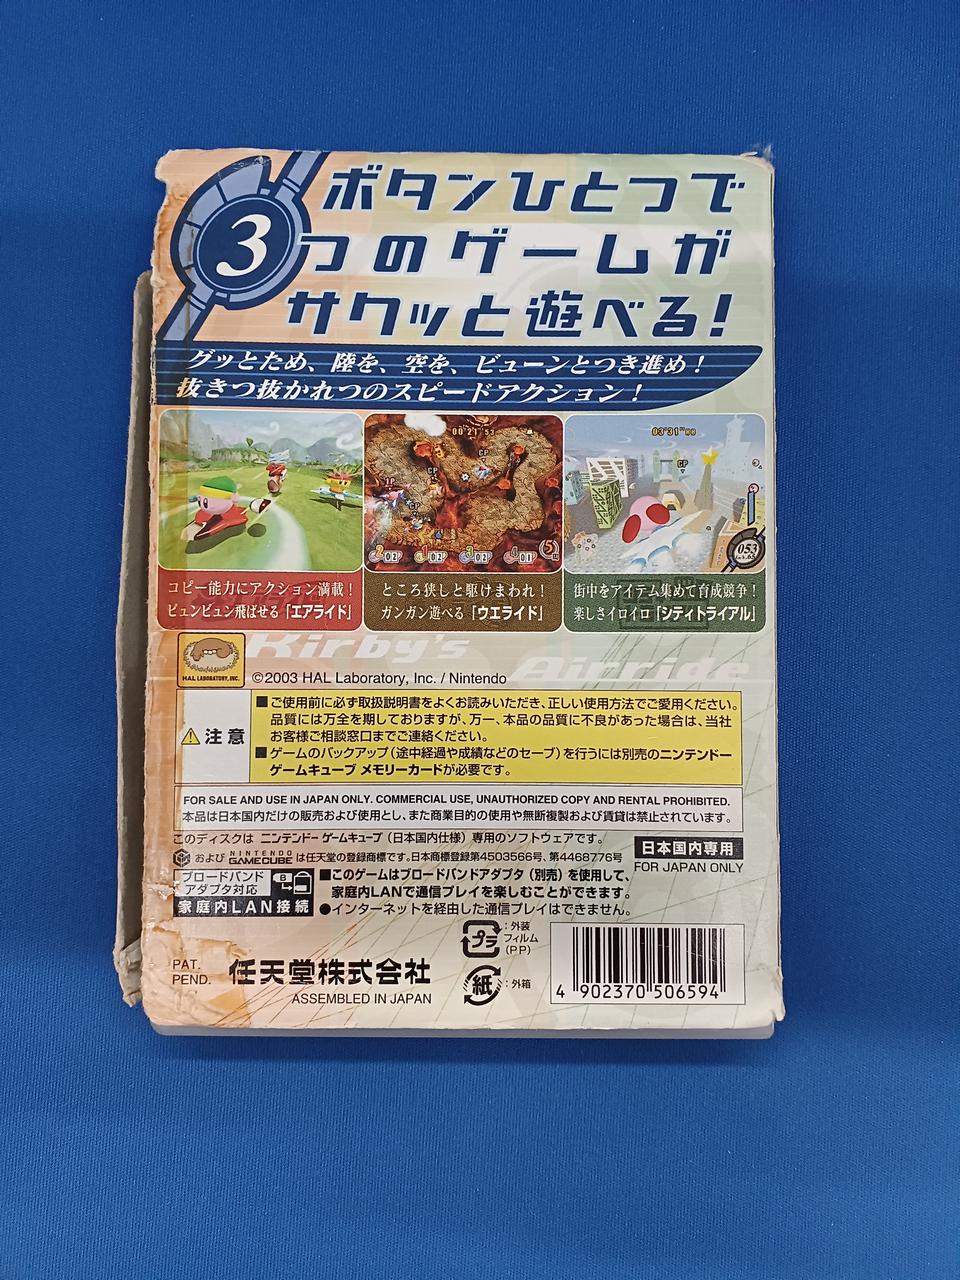 ボタンひとつで
3つのゲームが
サクッと遊べる!
グッとため、陸を、空を、ビューンとつき進め!
抜きつ抜かれつのスピードアクション!
00'21"53
03'31"00
CP
CP
1P
CP
CP
2 02
1 02
3 02
4 01
5
053
コピー能力にアクション満載!
ビュンビュン飛ばせる「エアライド」
ところ狭しと駆けまわれ!
ガンガン遊べる「ウエライド」
街中をアイテム集めて育成競争!
楽しさイロイロ「シティトライアル」
Kirby's
Airride
HAL LABORATORY, INC.
©2003 HAL Laboratory, Inc. / Nintendo
注意
■ご使用前に必ず取扱説明書をよくお読みいただき、正しい使用方法でご愛用ください。
品質には万全を期しておりますが、万一、本品の品質に不良があった場合は、当社
お客様ご相談窓口までご連絡ください。
■ゲームのバックアップ(途中経過や成績などのセーブ)を行うには別売のニンテンドー
ゲームキューブ メモリーカードが必要です。
FOR SALE AND USE IN JAPAN ONLY. COMMERCIAL USE, UNAUTHORIZED COPY AND RENTAL PROHIBITED.
本品は日本国内だけの販売および使用とし、また商業目的の使用や無断複製および賃貸は禁止されています。
このディスクは ニンテンドー ゲームキューブ(日本国内仕様)専用のソフトウェアです。
および NINTENDO GAMECUBE は任天堂の登録商標です。日本商標登録第4503566号、第4468776号
日本国内専用
FOR JAPAN ONLY
ブロードバンド
アダプタ対応
B
家庭内LAN接続
■このゲームはブロードバンドアダプタ(別売)を使用して、
家庭内LANで通信プレイを楽しむことができます。
●インターネットを経由した通信プレイはできません。
プラ
:外装
フィルム
(PP)
紙
:外箱
PAT.
PEND.
任天堂株式会社
ASSEMBLED IN JAPAN
4 902370 506594